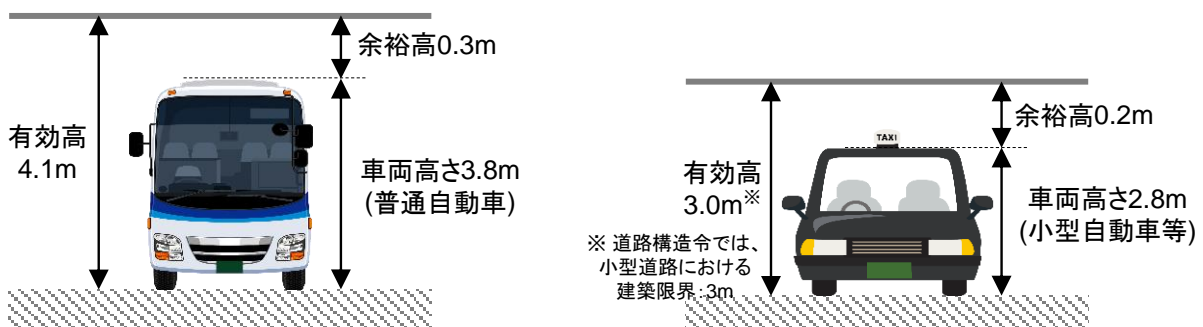 余裕高0.3m
有効高
4.1m
車両高さ3.8m
(普通自動車)
余裕高0.2m
TAXI
有効高
3.0m※
車両高さ2.8m
(小型自動車等)
※ 道路構造令では、
小型道路における
建築限界:3m